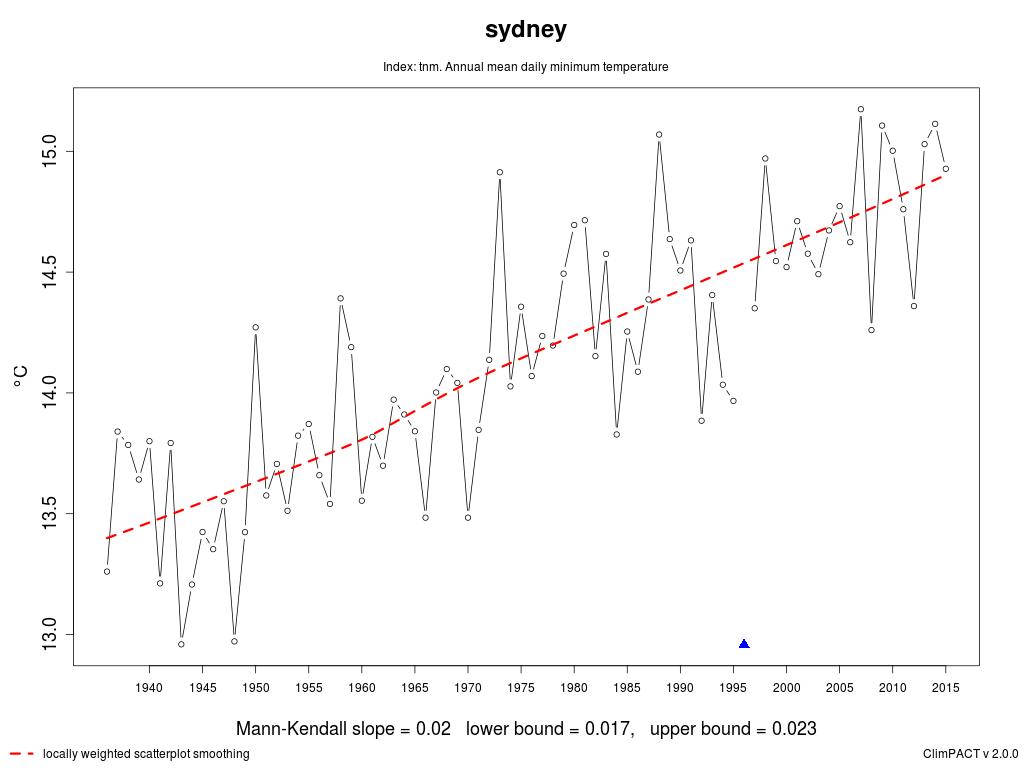 sydney
Index: tnm. Annual mean daily minimum temperature
15.0
14.5
14.0
13.5
13.0
°C
1940 1945 1950 1955 1960 1965 1970 1975 1980 1985 1990 1995 2000 2005 2010 2015
Mann-Kendall slope = 0.02 lower bound = 0.017, upper bound = 0.023
locally weighted scatterplot smoothing
ClimPACT v 2.0.0